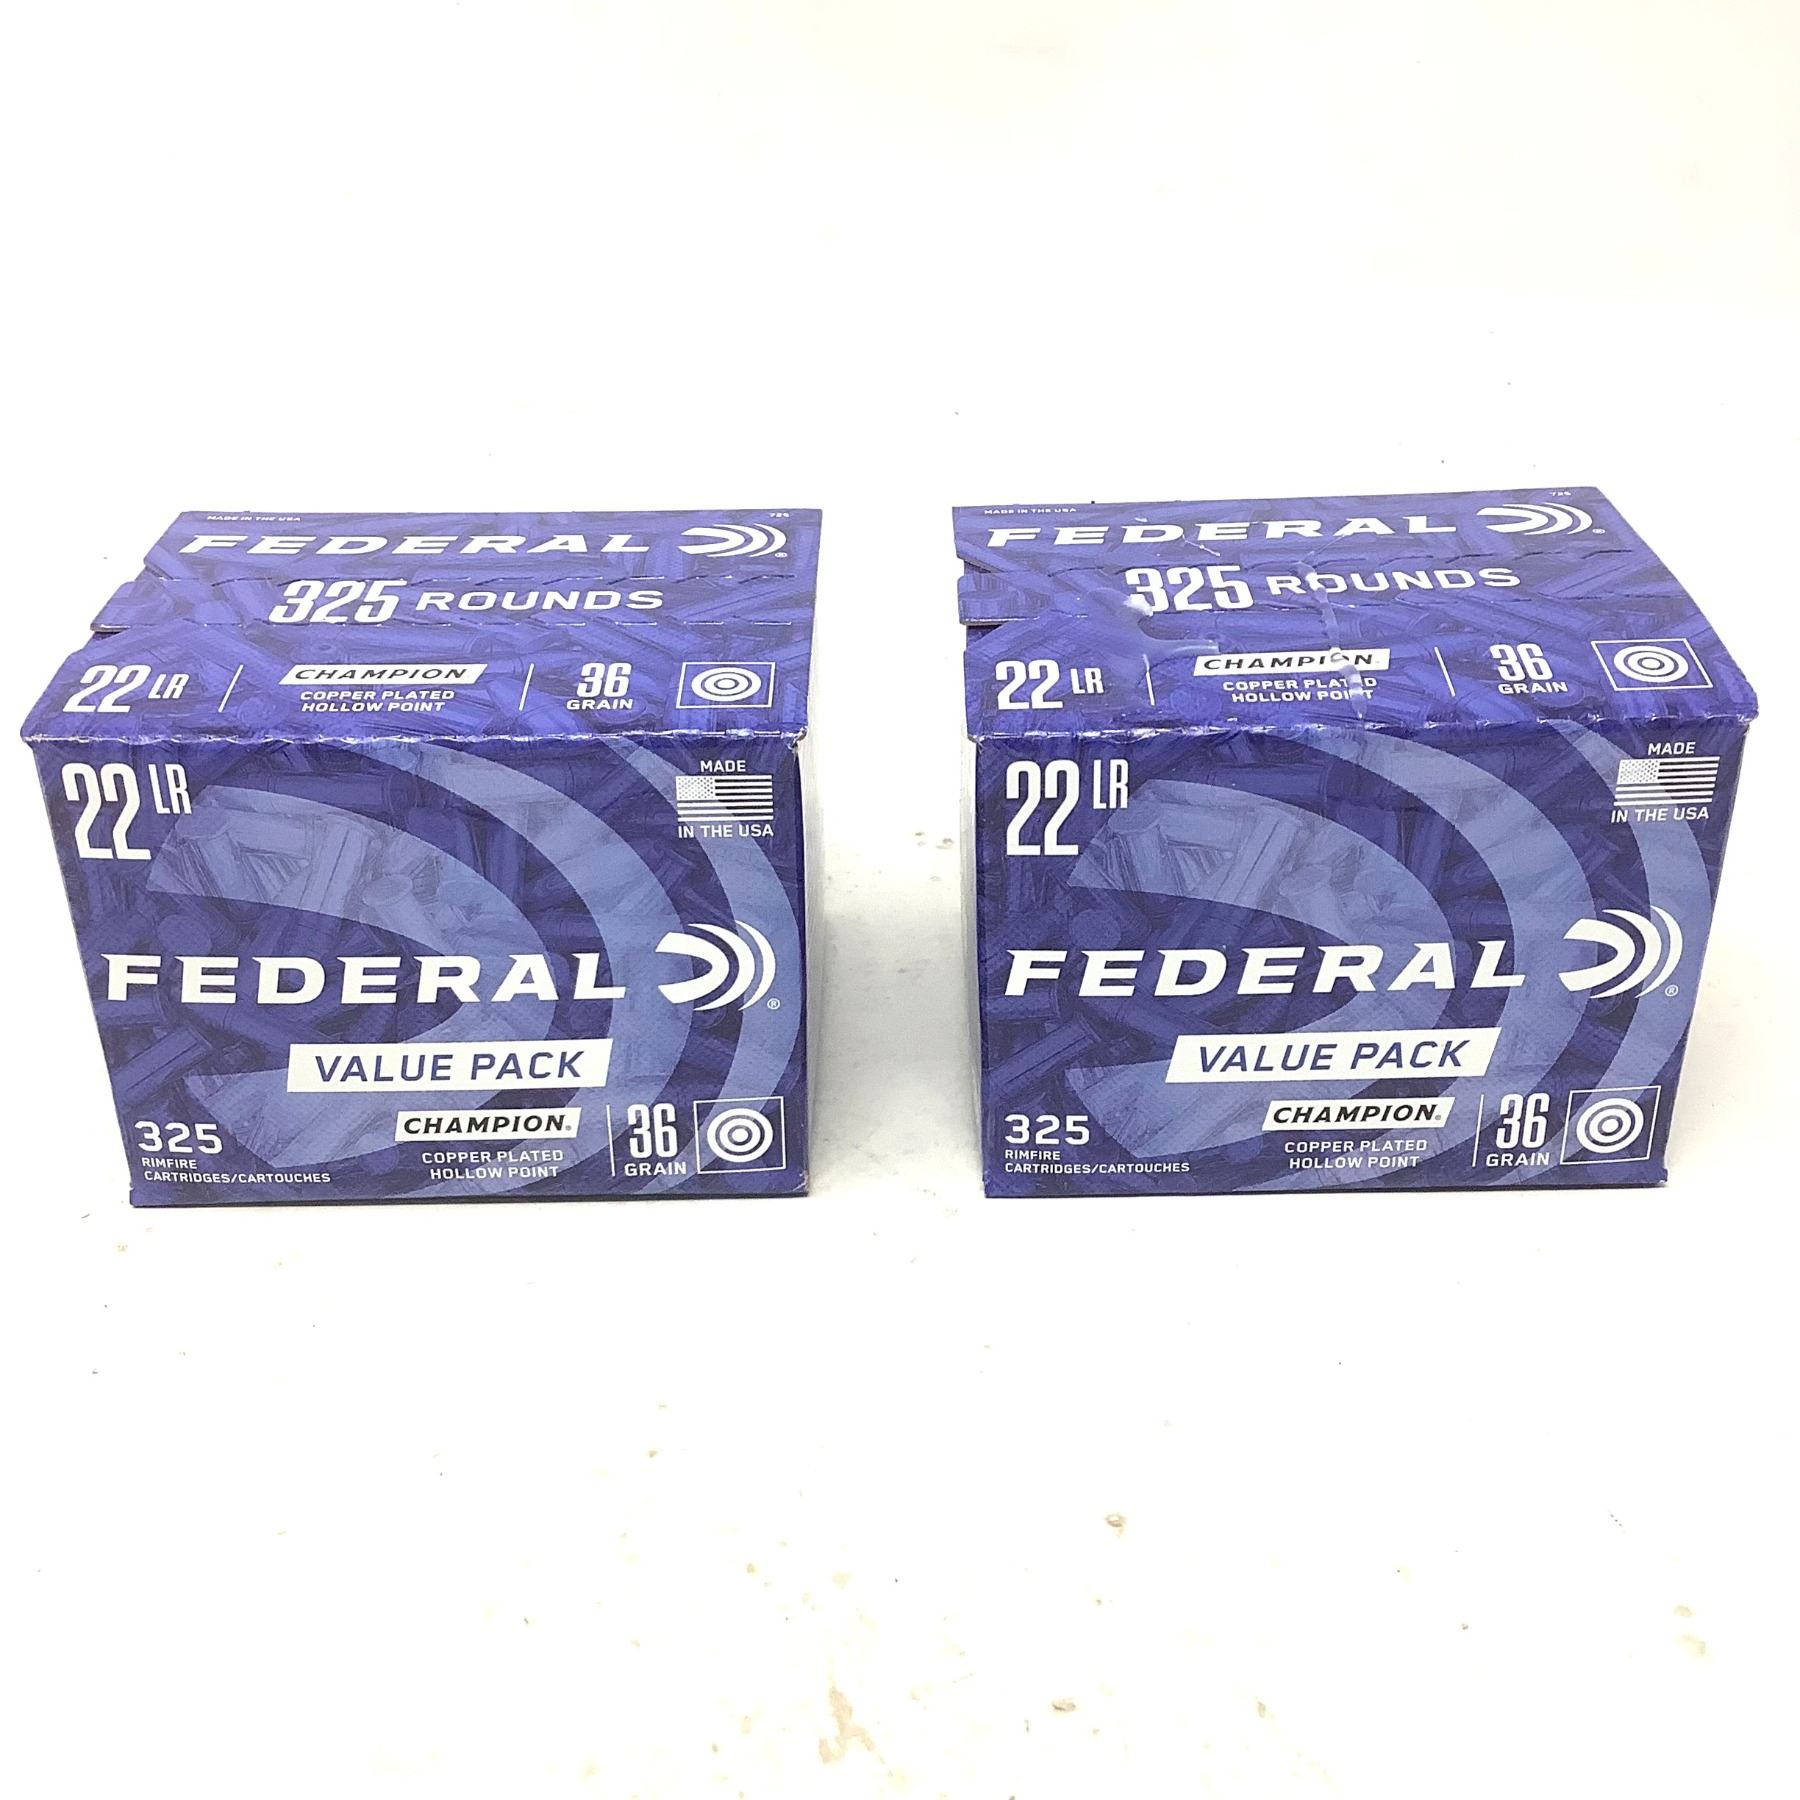 MADE IN THE USA 725
FEDERAL ®
325 ROUNDS
22 LR CHAMPION 36 GRAIN
COPPER PLATED
HOLLOW POINT
22 LR
MADE
IN THE USA
FEDERAL ®
VALUE PACK
325
RIMFIRE
CARTRIDGES/CARTOUCHES
CHAMPION®
COPPER PLATED
HOLLOW POINT
36
GRAIN
MADE IN THE USA 725
FEDERAL ®
325 ROUNDS
22 LR CHAMPION 36 GRAIN
COPPER PLATED
HOLLOW POINT
22 LR
MADE
IN THE USA
FEDERAL ®
VALUE PACK
325
RIMFIRE
CARTRIDGES/CARTOUCHES
CHAMPION®
COPPER PLATED
HOLLOW POINT
36
GRAIN